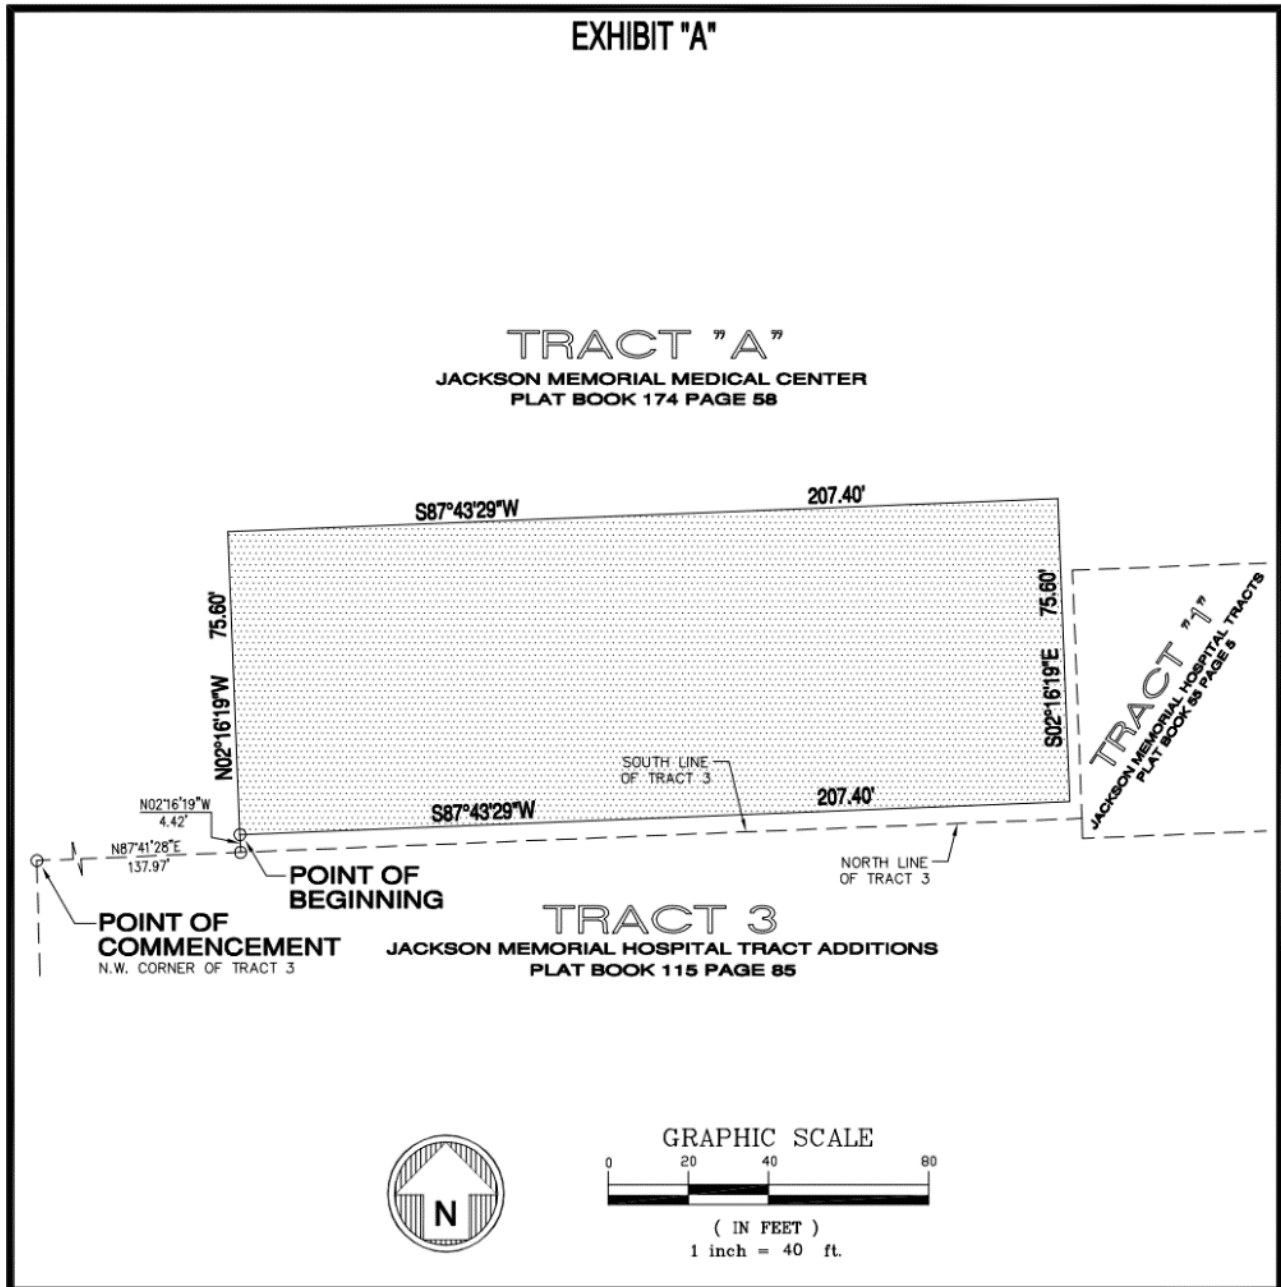 EXHIBIT "A"
TRACT "A"
JACKSON MEMORIAL MEDICAL CENTER
PLAT BOOK 174 PAGE 58
S87°43'29"W
207.40'
75.60'
N02°16'19"W
75.60'
S02°16'19"E
TRACT "1"
JACKSON MEMORIAL HOSPITAL TRACTS
PLAT BOOK 55 PAGE 5
SOUTH LINE
OF TRACT 3
S87°43'29"W
207.40'
N02°16'19"W
4.42'
N87°41'28"E
137.97'
NORTH LINE
OF TRACT 3
POINT OF
BEGINNING
POINT OF
COMMENCEMENT
N.W. CORNER OF TRACT 3
TRACT 3
JACKSON MEMORIAL HOSPITAL TRACT ADDITIONS
PLAT BOOK 115 PAGE 85
N
GRAPHIC SCALE
0 20 40 80
( IN FEET )
1 inch = 40 ft.